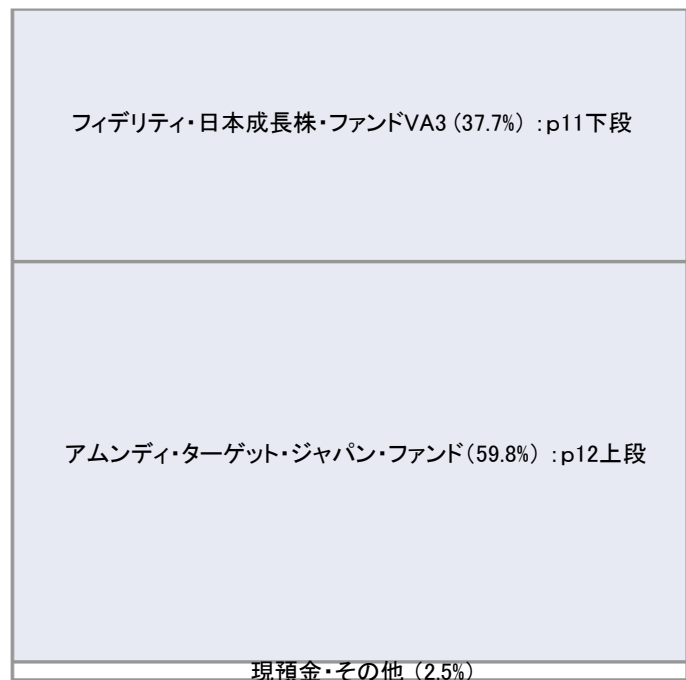 フィデリティ・日本成長株・ファンドVA3 (37.7%) ：p11下段
アムンディ・ターゲット・ジャパン・ファンド(59.8%) ：p12上段
現預金・その他 (2.5%)